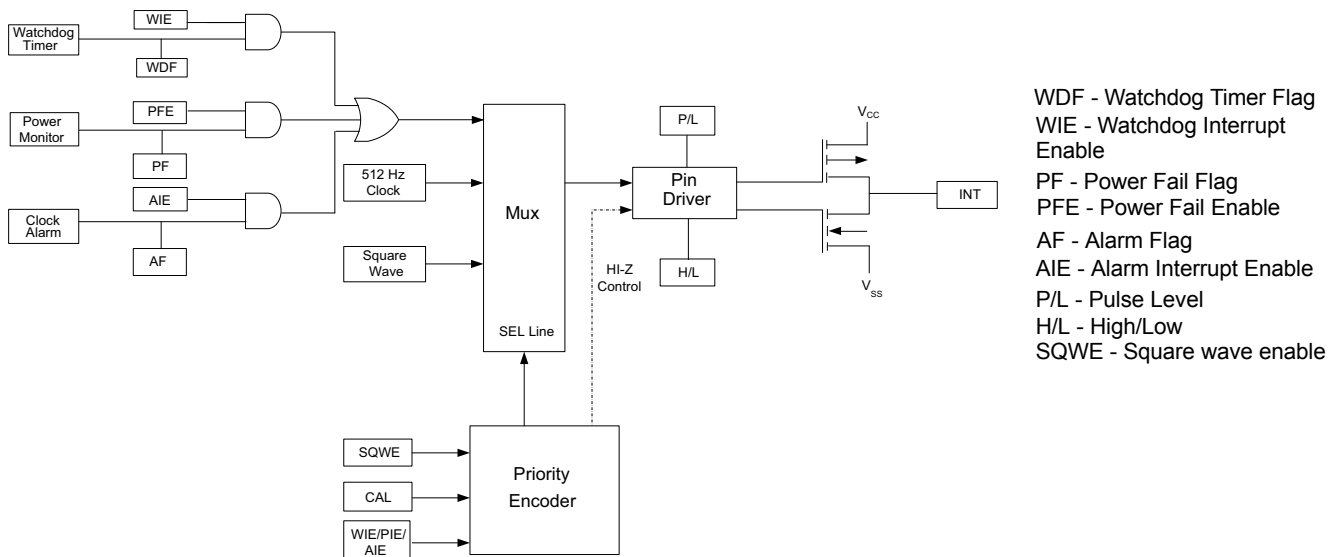 WIE
Watchdog
Timer
WDF
PFE
Power
Monitor
PF
AIE
Clock
Alarm
AF
512 Hz
Clock
Square
Wave
Mux
SEL Line
P/L
Pin
Driver
H/L
HI-Z
Control
VCC
INT
VSS
SQWE
CAL
WIE/PIE/
AIE
Priority
Encoder
WDF - Watchdog Timer Flag
WIE - Watchdog Interrupt
Enable
PF - Power Fail Flag
PFE - Power Fail Enable
AF - Alarm Flag
AIE - Alarm Interrupt Enable
P/L - Pulse Level
H/L - High/Low
SQWE - Square wave enable